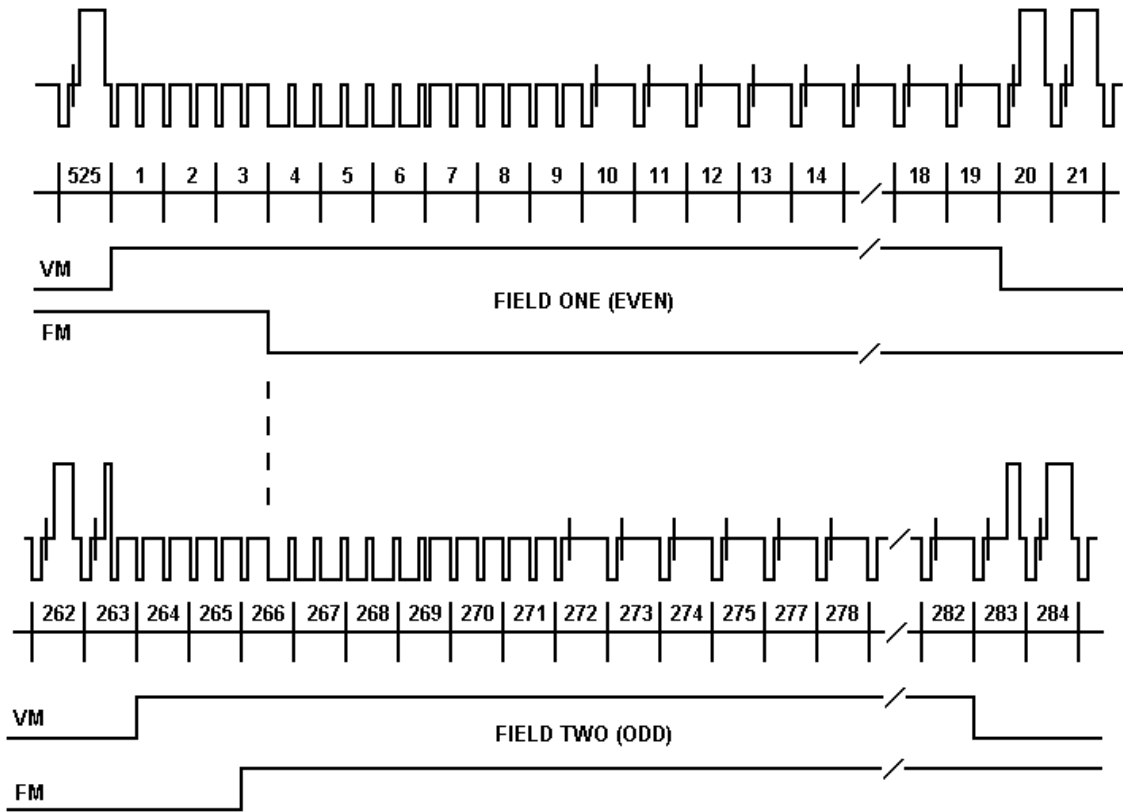 525 1 2 3 4 5 6 7 8 9 10 11 12 13 14 18 19 20 21
VM
FIELD ONE (EVEN)
FM
262 263 264 265 266 267 268 269 270 271 272 273 274 275 277 278 282 283 284
VM
FIELD TWO (ODD)
FM